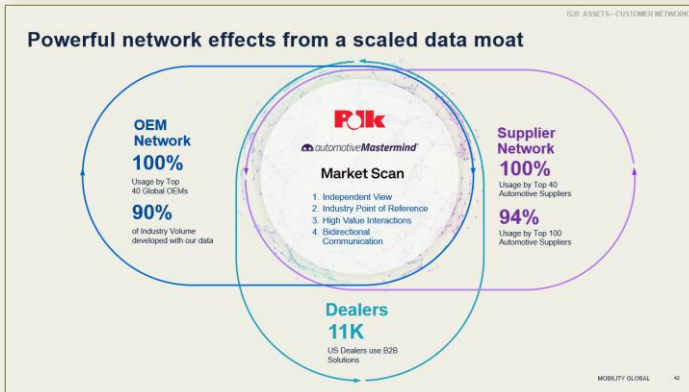 B2B ASSETS—CUSTOMER NETWORK
Powerful network effects from a scaled data moat
OEM
Network
100%
Usage by Top
40 Global OEMs
90%
of Industry Volume
developed with our data
Polk
automotiveMastermind
Market Scan
1. Independent View
2. Industry Point of Reference
3. High Value Interactions
4. Bidirectional
Communication
Supplier
Network
100%
Usage by Top 40
Automotive Suppliers
94%
Usage by Top 100
Automotive Suppliers
Dealers
11K
US Dealers use B2B
Solutions
MOBILITY GLOBAL 42